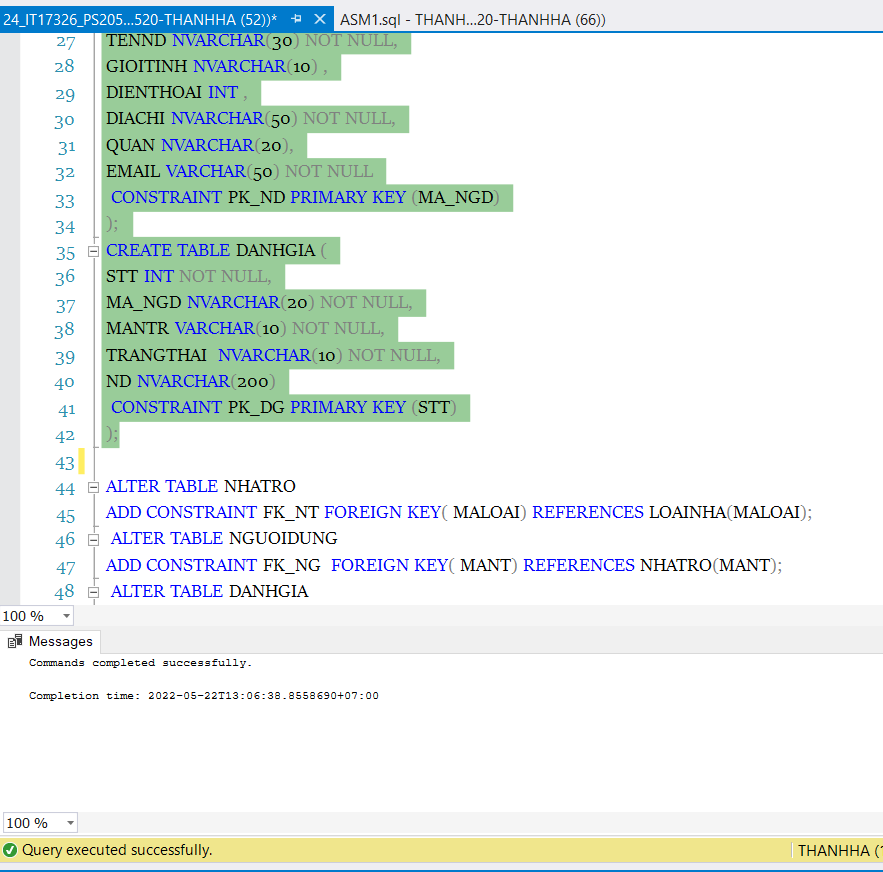 24_IT17326_PS205...520-THANHHA (52))* ASM1.sql - THANH...20-THANHHA (66))
27 TENND NVARCHAR(30) NOT NULL,
28 GIOITINH NVARCHAR(10) ,
29 DIENTHOAI INT ,
30 DIACHI NVARCHAR(50) NOT NULL,
31 QUAN NVARCHAR(20),
32 EMAIL VARCHAR(50) NOT NULL
33 CONSTRAINT PK_ND PRIMARY KEY (MA_NGD)
34 );
35 CREATE TABLE DANHGIA (
36 STT INT NOT NULL,
37 MA_NGD NVARCHAR(20) NOT NULL,
38 MANTR VARCHAR(10) NOT NULL,
39 TRANGTHAI NVARCHAR(10) NOT NULL,
40 ND NVARCHAR(200)
41 CONSTRAINT PK_DG PRIMARY KEY (STT)
42 );
43
44 ALTER TABLE NHATRO
45 ADD CONSTRAINT FK_NT FOREIGN KEY( MALOAI) REFERENCES LOAINHA(MALOAI);
46 ALTER TABLE NGUOIDUNG
47 ADD CONSTRAINT FK_NG FOREIGN KEY( MANT) REFERENCES NHATRO(MANT);
48 ALTER TABLE DANHGIA
100 %
Messages
Commands completed successfully.
Completion time: 2022-05-22T13:06:38.8558690+07:00
100 %
Query executed successfully. THANHHA (1